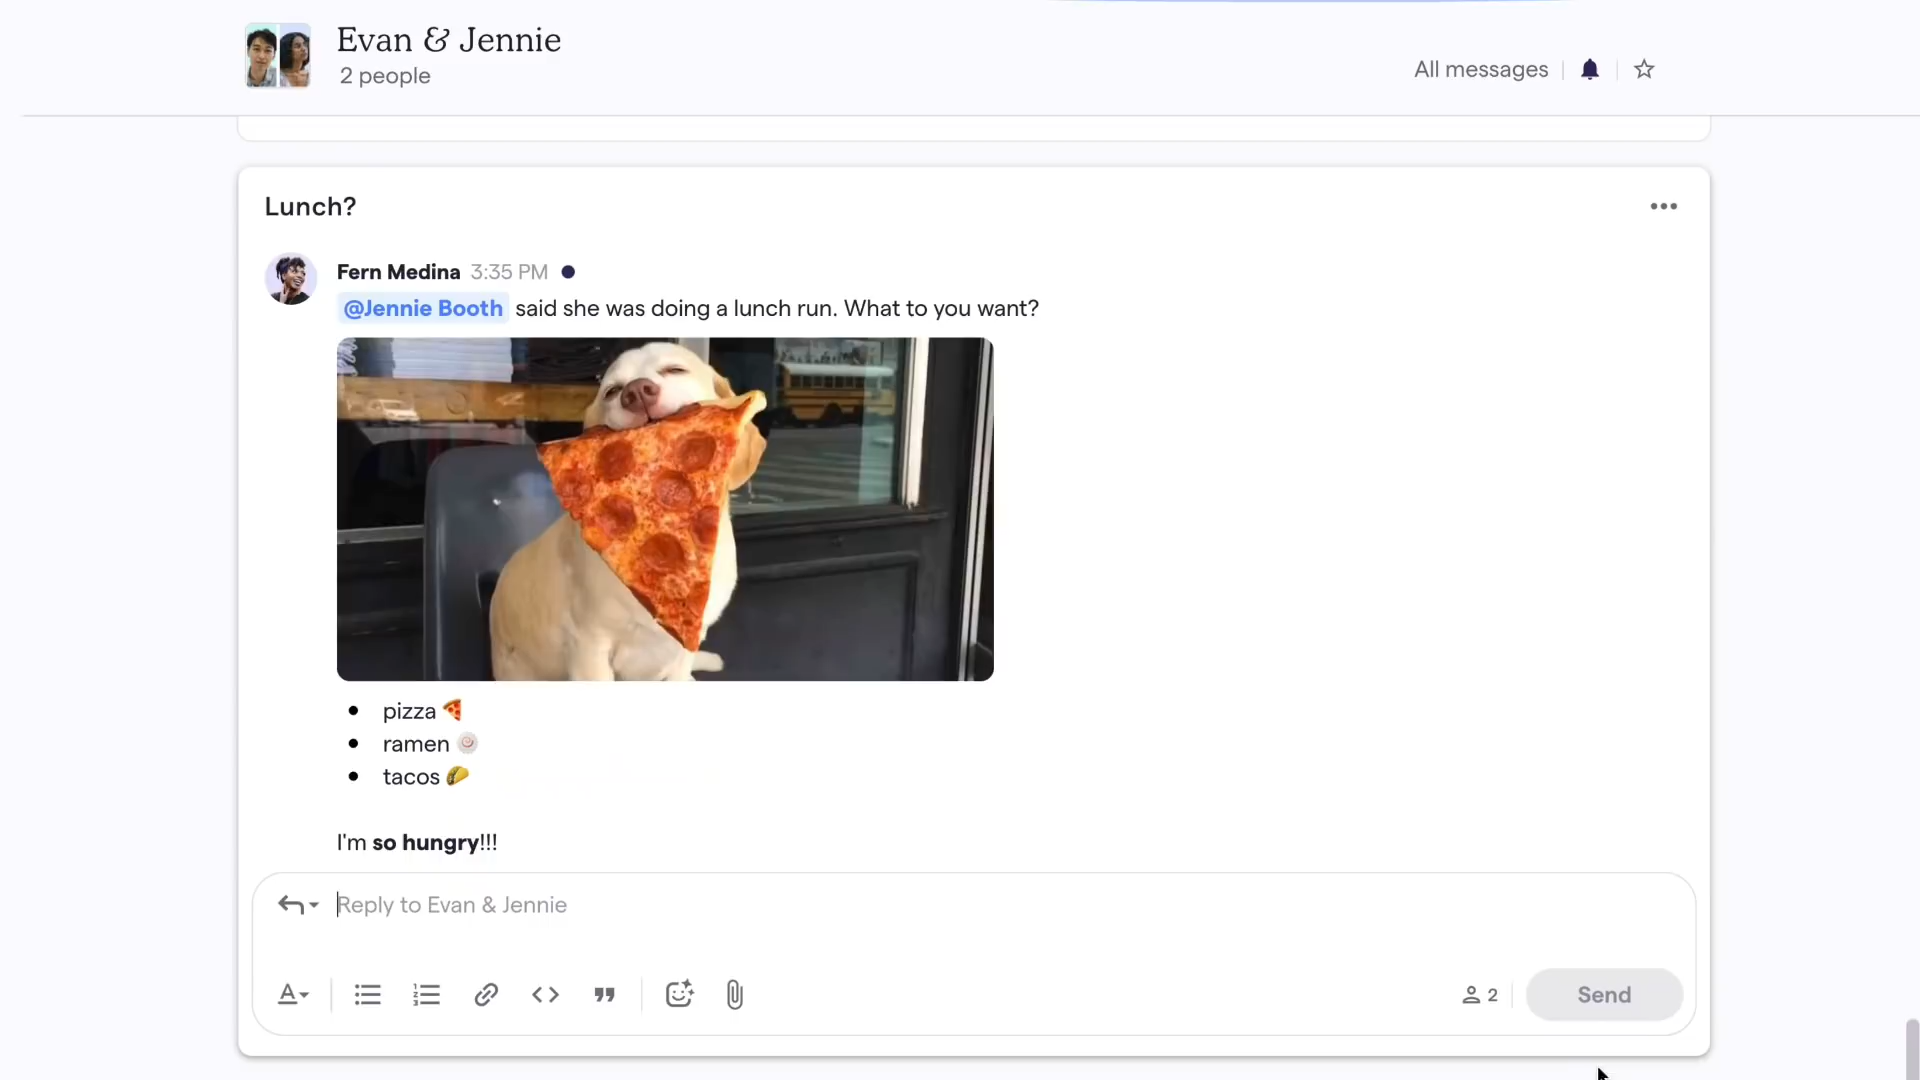 Evan & Jennie
2 people
All messages
Lunch?
Fern Medina 3:35 PM
@Jennie Booth said she was doing a lunch run. What to you want?
pizza 🍕
ramen 🍥
tacos 🌮
I'm so hungry!!!
Reply to Evan & Jennie
A
2
Send